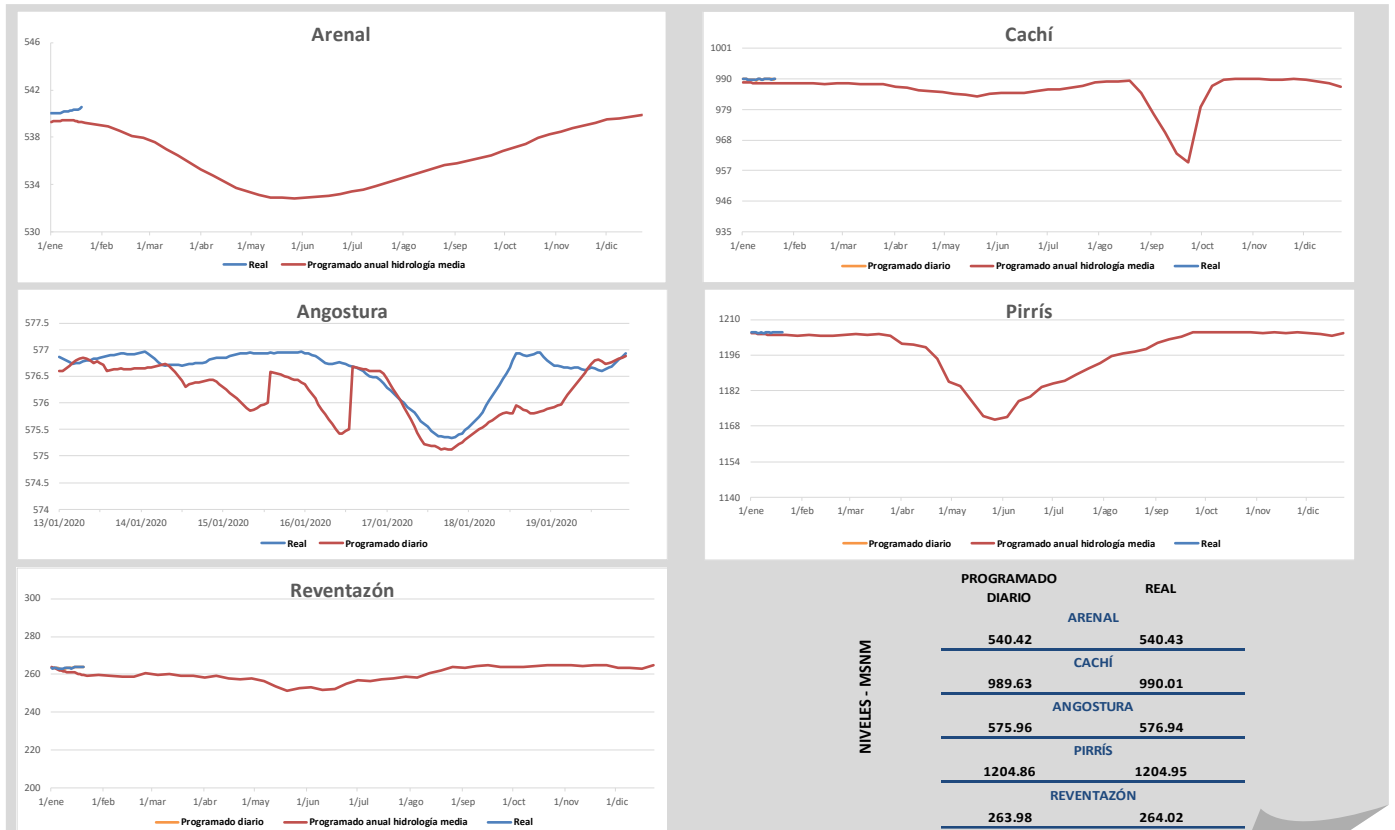 Arenal
546
542
538
534
530
1/ene 1/feb 1/mar 1/abr 1/may 1/jun 1/jul 1/ago 1/sep 1/oct 1/nov 1/dic
Real Programado anual hidrología media
Cachí
1001
990
979
968
957
946
935
1/ene 1/feb 1/mar 1/abr 1/may 1/jun 1/jul 1/ago 1/sep 1/oct 1/nov 1/dic
Programado diario Programado anual hidrología media Real
Angostura
577.5
577
576.5
576
575.5
575
574.5
574
13/01/2020 14/01/2020 15/01/2020 16/01/2020 17/01/2020 18/01/2020 19/01/2020
Real Programado diario
Pirrís
1210
1196
1182
1168
1154
1140
1/ene 1/feb 1/mar 1/abr 1/may 1/jun 1/jul 1/ago 1/sep 1/oct 1/nov 1/dic
Programado diario Programado anual hidrología media Real
Reventazón
300
280
260
240
220
200
1/ene 1/feb 1/mar 1/abr 1/may 1/jun 1/jul 1/ago 1/sep 1/oct 1/nov 1/dic
Programado diario Programado anual hidrología media Real
NIVELES - MSNM
PROGRAMADO
DIARIO
REAL
ARENAL
540.42 540.43
CACHÍ
989.63 990.01
ANGOSTURA
575.96 576.94
PIRRÍS
1204.86 1204.95
REVENTAZÓN
263.98 264.02